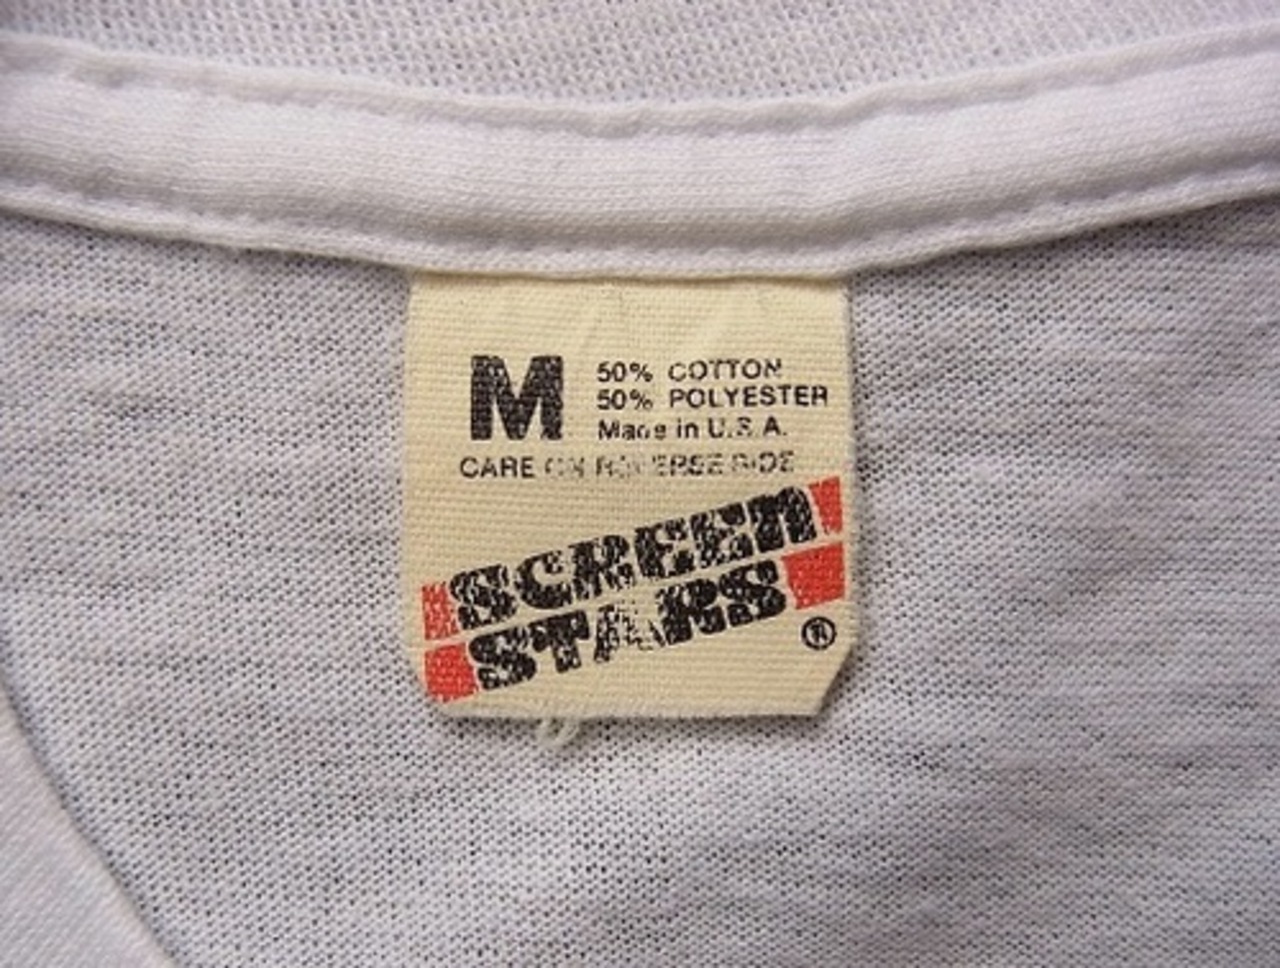 M
50% COTTON
50% POLYESTER
Made in U.S.A.
CARE ON REVERSE SIDE
SCREEN
STARS
®